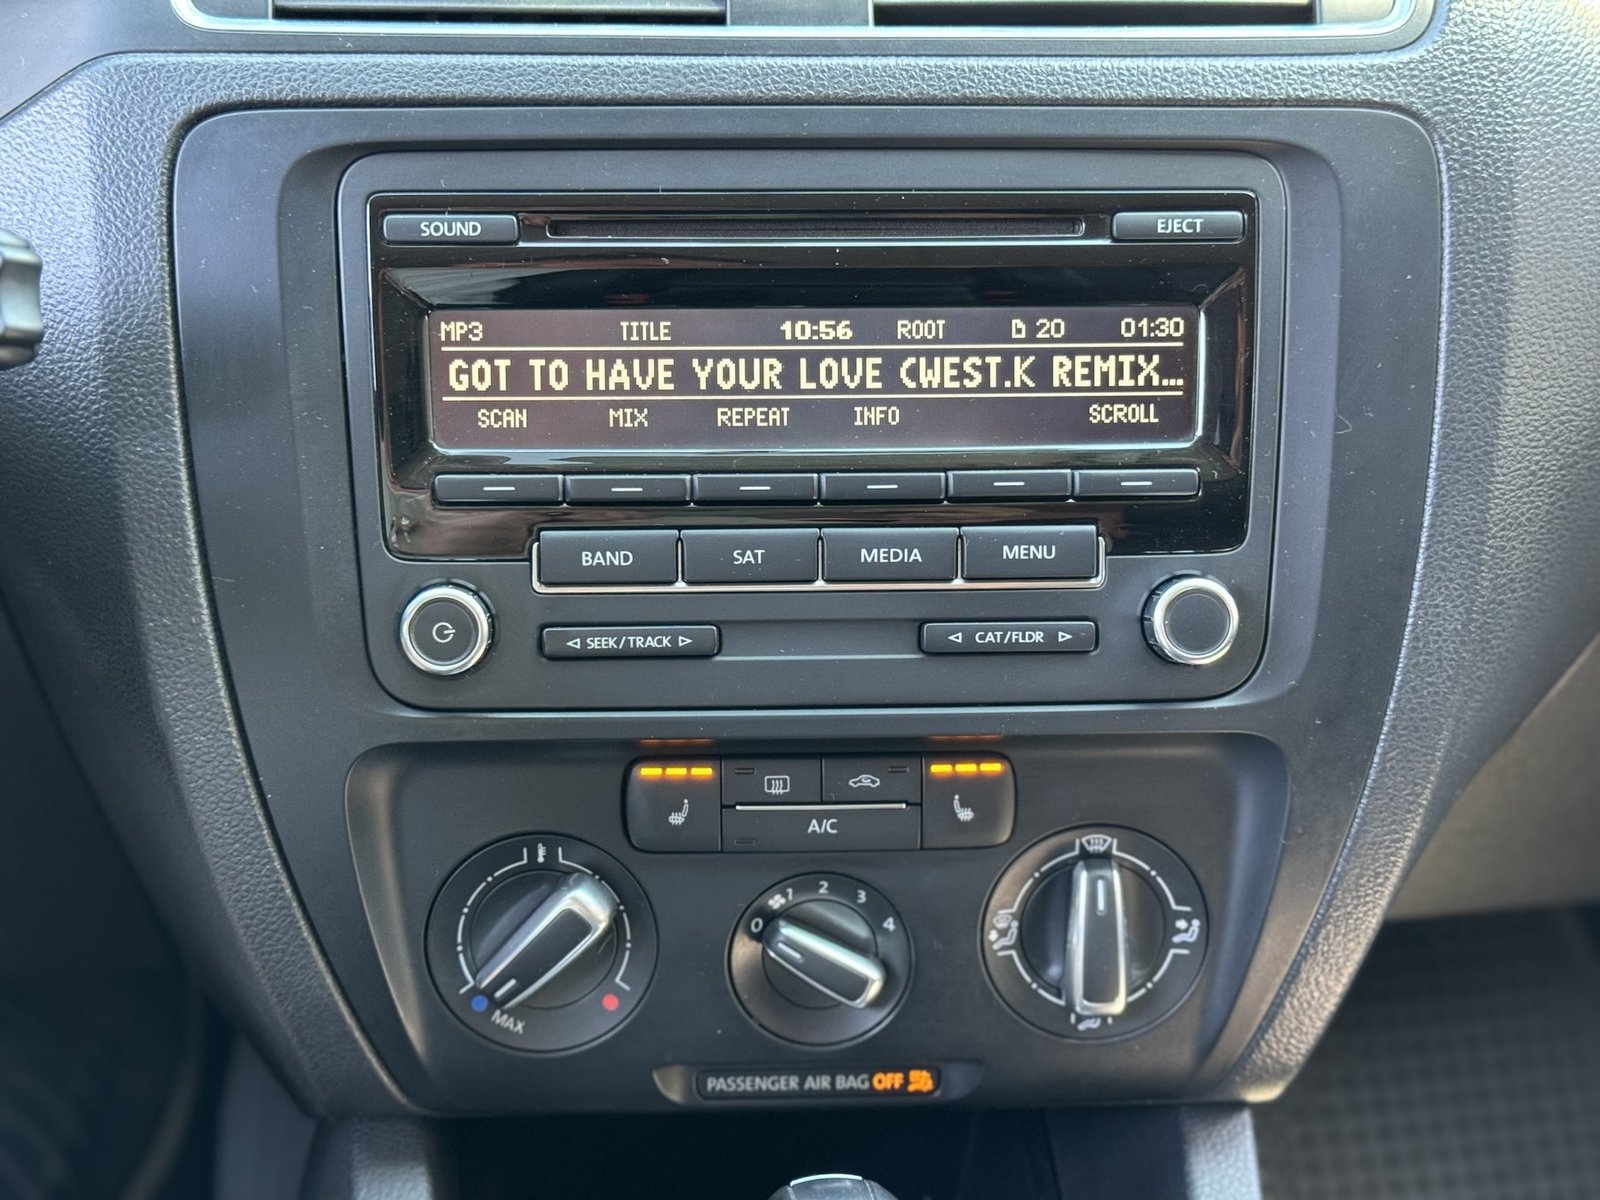 SOUND EJECT
MP3 TITLE 10:56 ROOT 20 01:30
GOT TO HAVE YOUR LOVE (WEST.K REMIX...
SCAN MIX REPEAT INFO SCROLL
BAND SAT MEDIA MENU
SEEK/TRACK CAT/FLDR
A/C
0 1 2 3 4
MAX
PASSENGER AIR BAG OFF